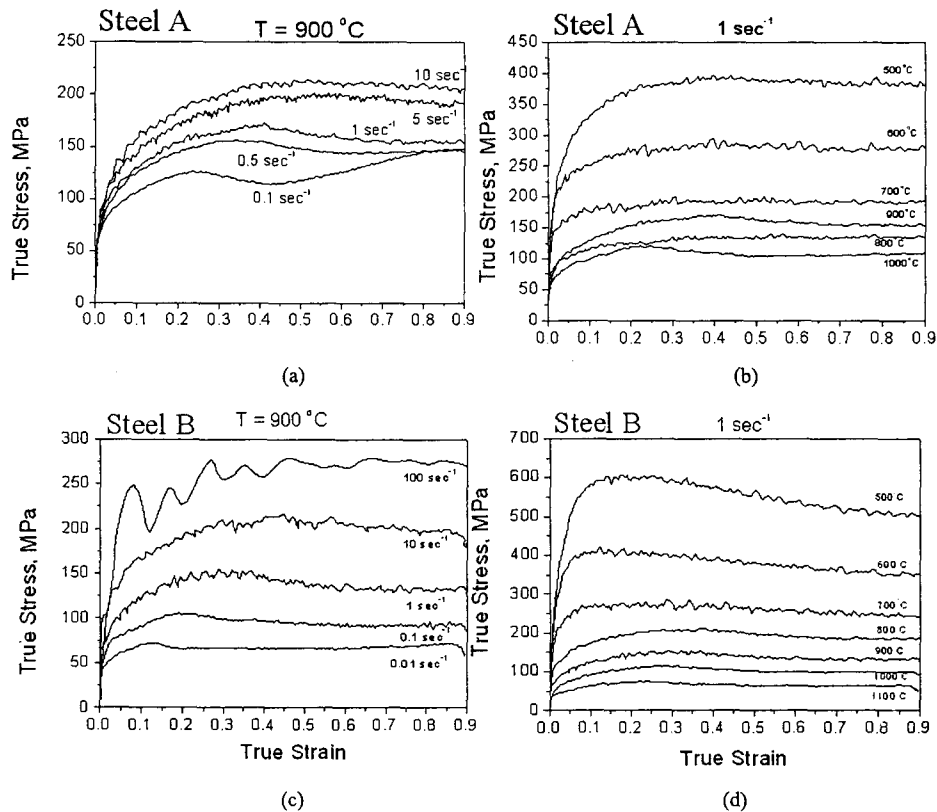 Steel A
T = 900 °C
True Stress, MPa
250
200
150
100
50
0
10 sec⁻¹
5 sec⁻¹
1 sec⁻¹
0.5 sec⁻¹
0.1 sec⁻¹
0.0 0.1 0.2 0.3 0.4 0.5 0.6 0.7 0.8 0.9
(a)
Steel A
1 sec⁻¹
True Stress, MPa
450
400
350
300
250
200
150
100
50
0
500°C
600°C
700°C
900°C
800°C
1000°C
0.0 0.1 0.2 0.3 0.4 0.5 0.6 0.7 0.8 0.9
(b)
Steel B
T = 900 °C
True Stress, MPa
300
250
200
150
100
50
0
100 sec⁻¹
10 sec⁻¹
1 sec⁻¹
0.1 sec⁻¹
0.01 sec⁻¹
0.0 0.1 0.2 0.3 0.4 0.5 0.6 0.7 0.8 0.9
True Strain
(c)
Steel B
1 sec⁻¹
True Stress, MPa
700
600
500
400
300
200
100
0
500 C
600 C
700 C
800 C
900 C
1000 C
1100 C
0.0 0.1 0.2 0.3 0.4 0.5 0.6 0.7 0.8 0.9
True Strain
(d)